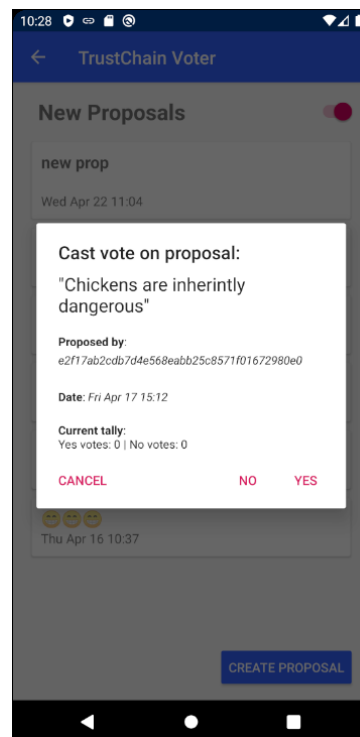 10:28
TrustChain Voter
New Proposals
new prop
Wed Apr 22 11:04
Cast vote on proposal:
"Chickens are inherintly
dangerous"
Proposed by:
e2f17ab2cdb7d4e568eabb25c8571f01672980e0
Date: Fri Apr 17 15:12
Current tally:
Yes votes: 0 | No votes: 0
CANCEL NO YES
😁😁😁
Thu Apr 16 10:37
CREATE PROPOSAL